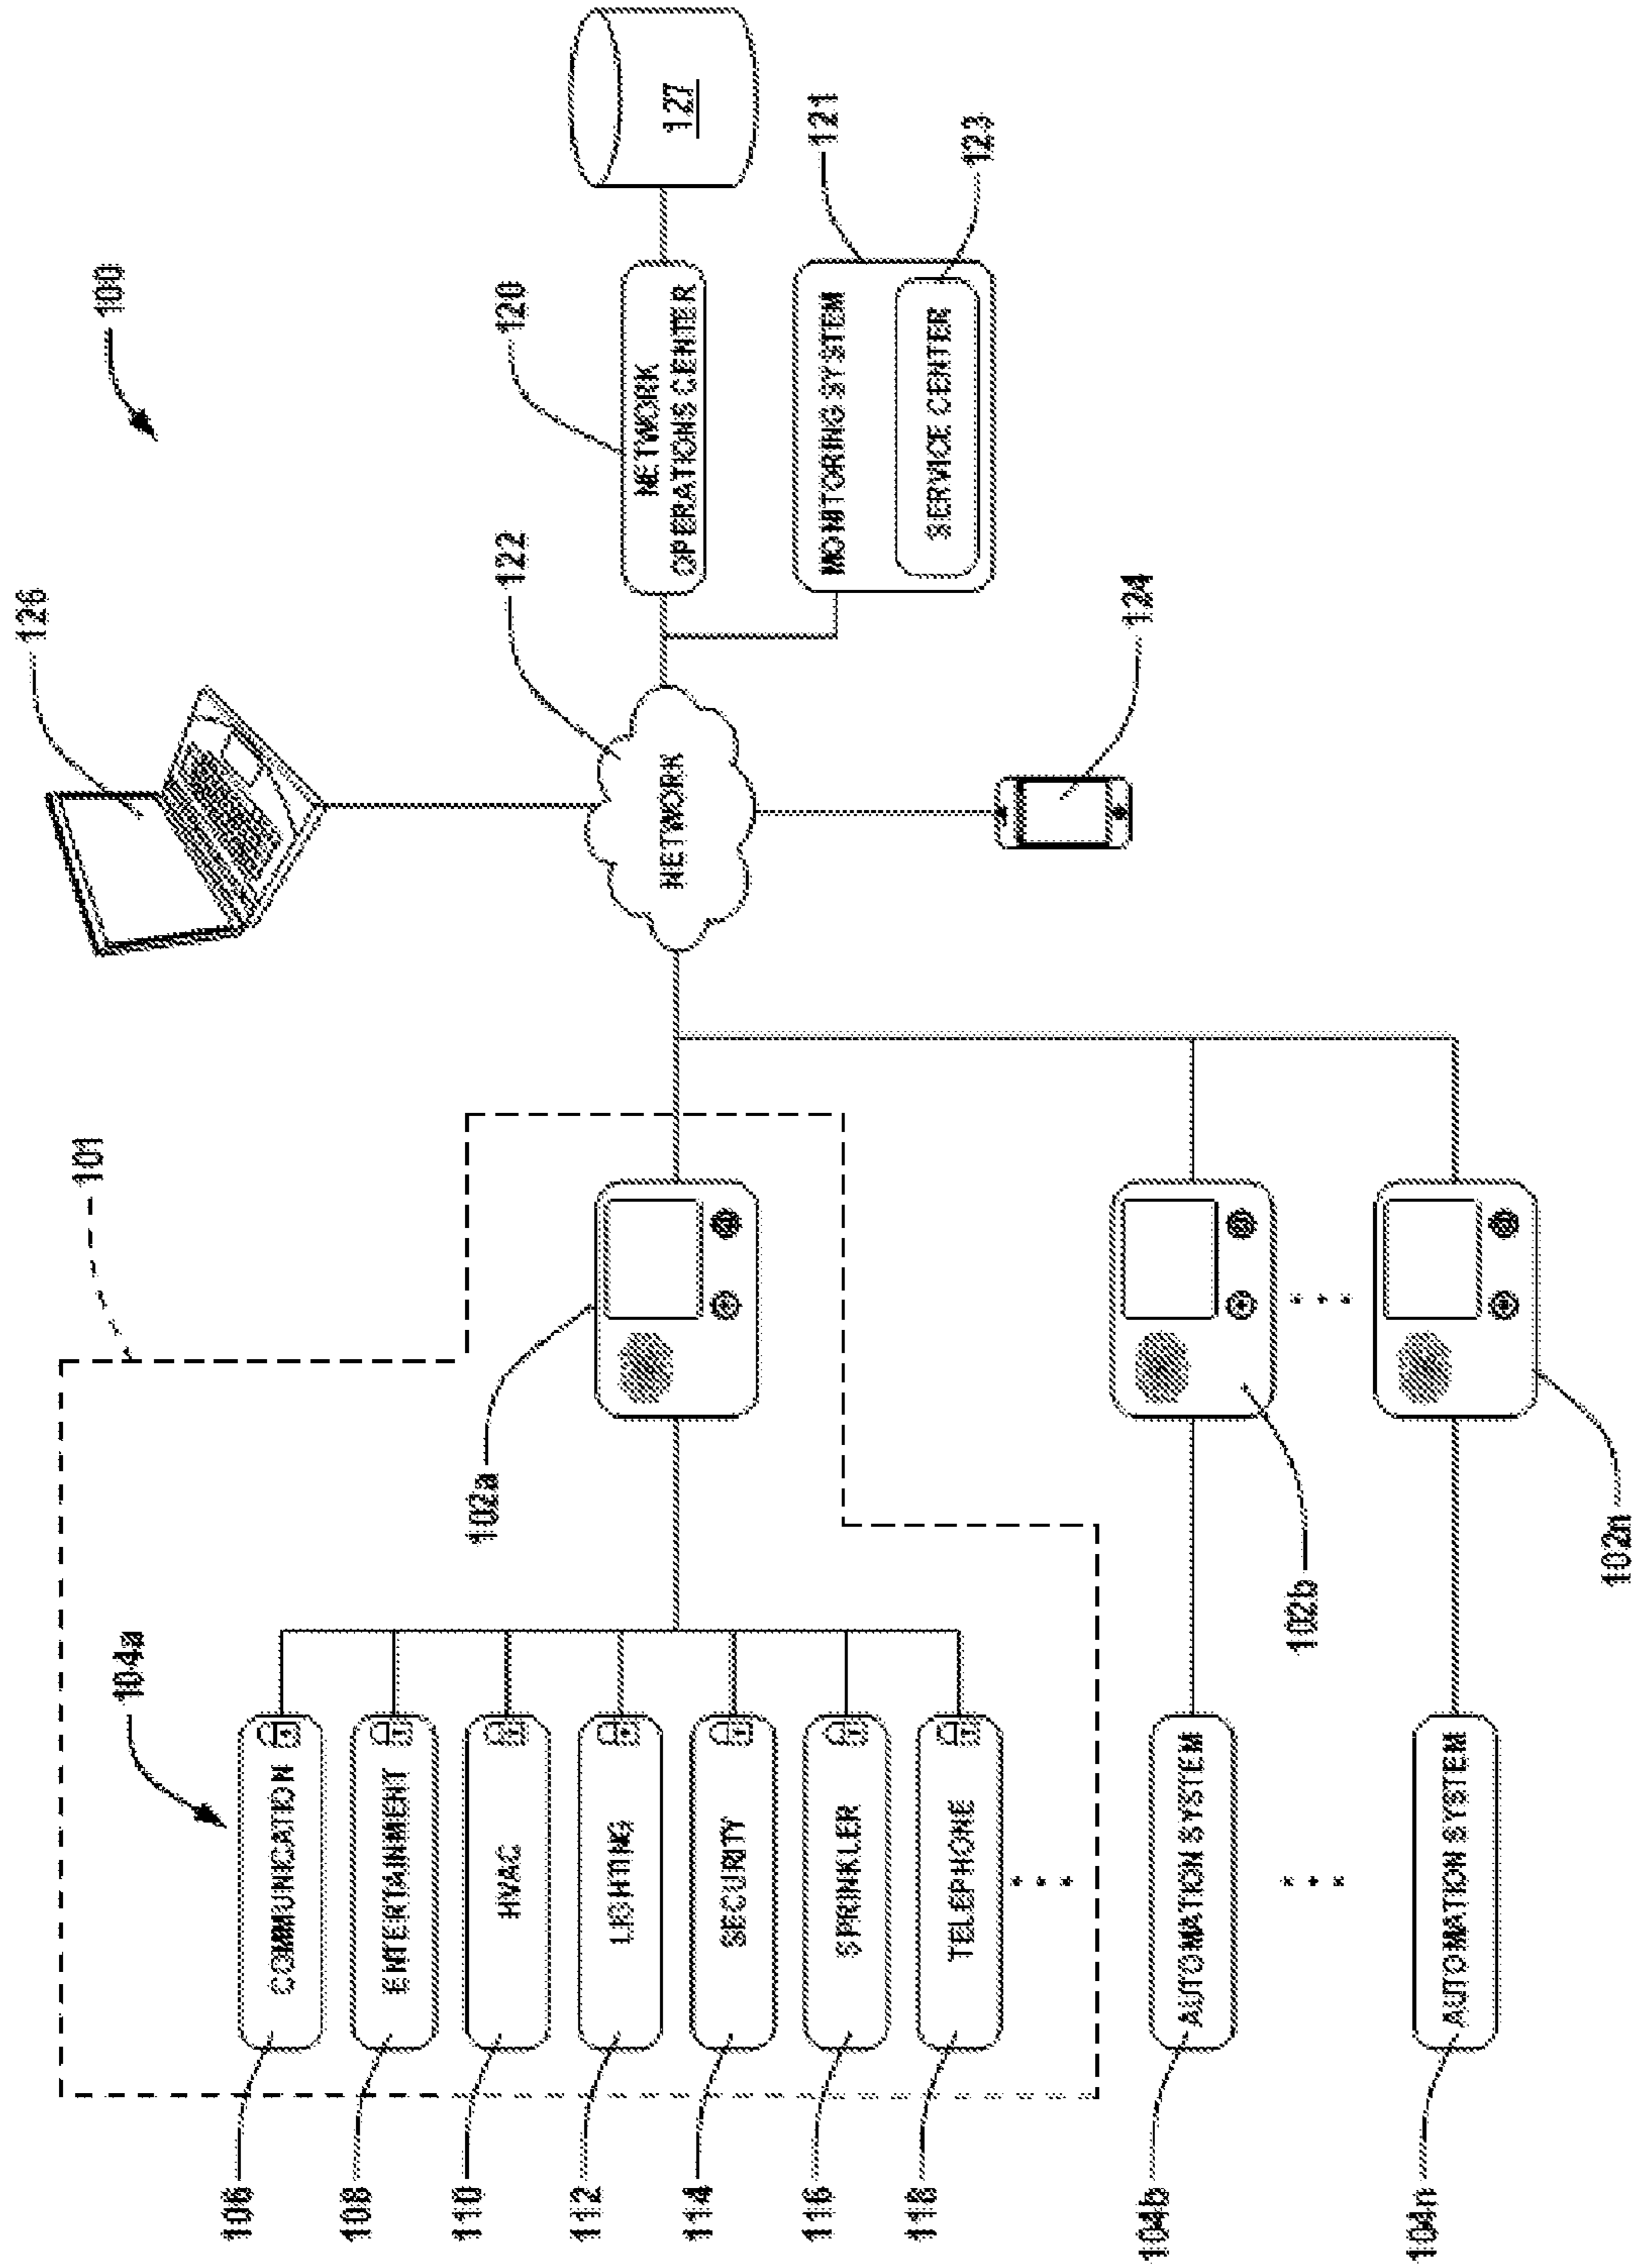 100
126
101
104a
106
COMMUNICATION
108
ENTERTAINMENT
110
HVAC
112
LIGHTING
114
SECURITY
116
SPRINKLER
118
TELEPHONE
102a
122
NETWORK
120
NETWORK
OPERATIONS CENTER
127
121
MONITORING SYSTEM
SERVICE CENTER
123
124
104b
AUTOMATION SYSTEM
102b
104n
AUTOMATION SYSTEM
102n